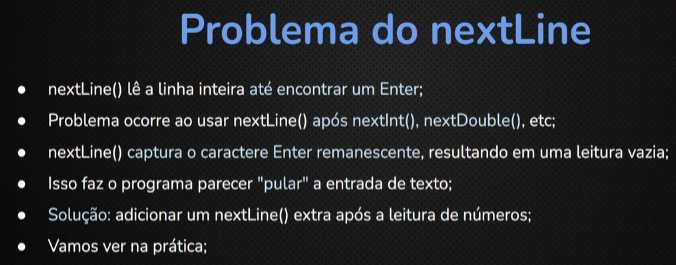 Problema do nextLine
● nextLine() lê a linha inteira até encontrar um Enter;
● Problema ocorre ao usar nextLine() após nextInt(), nextDouble(), etc;
● nextLine() captura o caractere Enter remanescente, resultando em uma leitura vazia;
● Isso faz o programa parecer "pular" a entrada de texto;
● Solução: adicionar um nextLine() extra após a leitura de números;
● Vamos ver na prática;